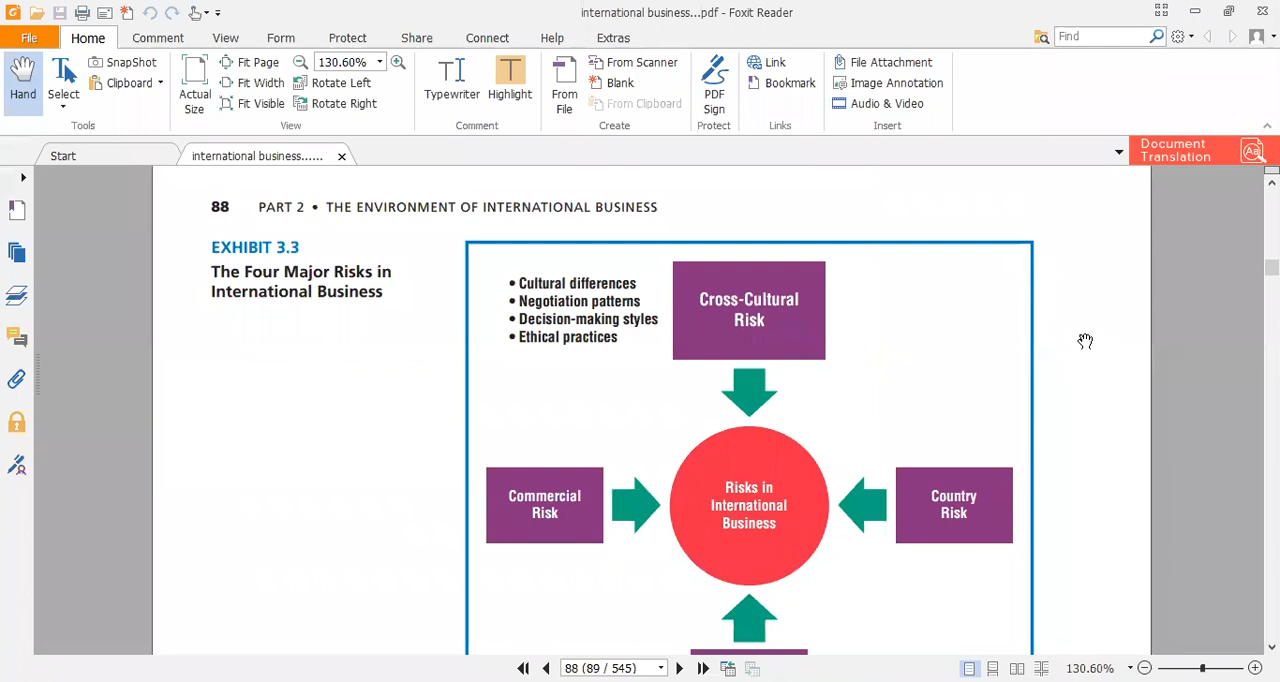 international business...pdf - Foxit Reader
File Home Comment View Form Protect Share Connect Help Extras
Find
Hand
Select
SnapShot
Clipboard
Tools
Actual
Size
Fit Page
Fit Width
Fit Visible
130.60%
Rotate Left
Rotate Right
View
Typewriter
Highlight
Comment
From
File
From Scanner
Blank
From Clipboard
Create
PDF
Sign
Protect
Link
Bookmark
Links
File Attachment
Image Annotation
Audio & Video
Insert
Start
international business......
Document
Translation
88 PART 2 • THE ENVIRONMENT OF INTERNATIONAL BUSINESS
EXHIBIT 3.3
The Four Major Risks in
International Business
• Cultural differences
• Negotiation patterns
• Decision-making styles
• Ethical practices
Cross-Cultural
Risk
Commercial
Risk
Risks in
International
Business
Country
Risk
88 (89 / 545)
130.60%